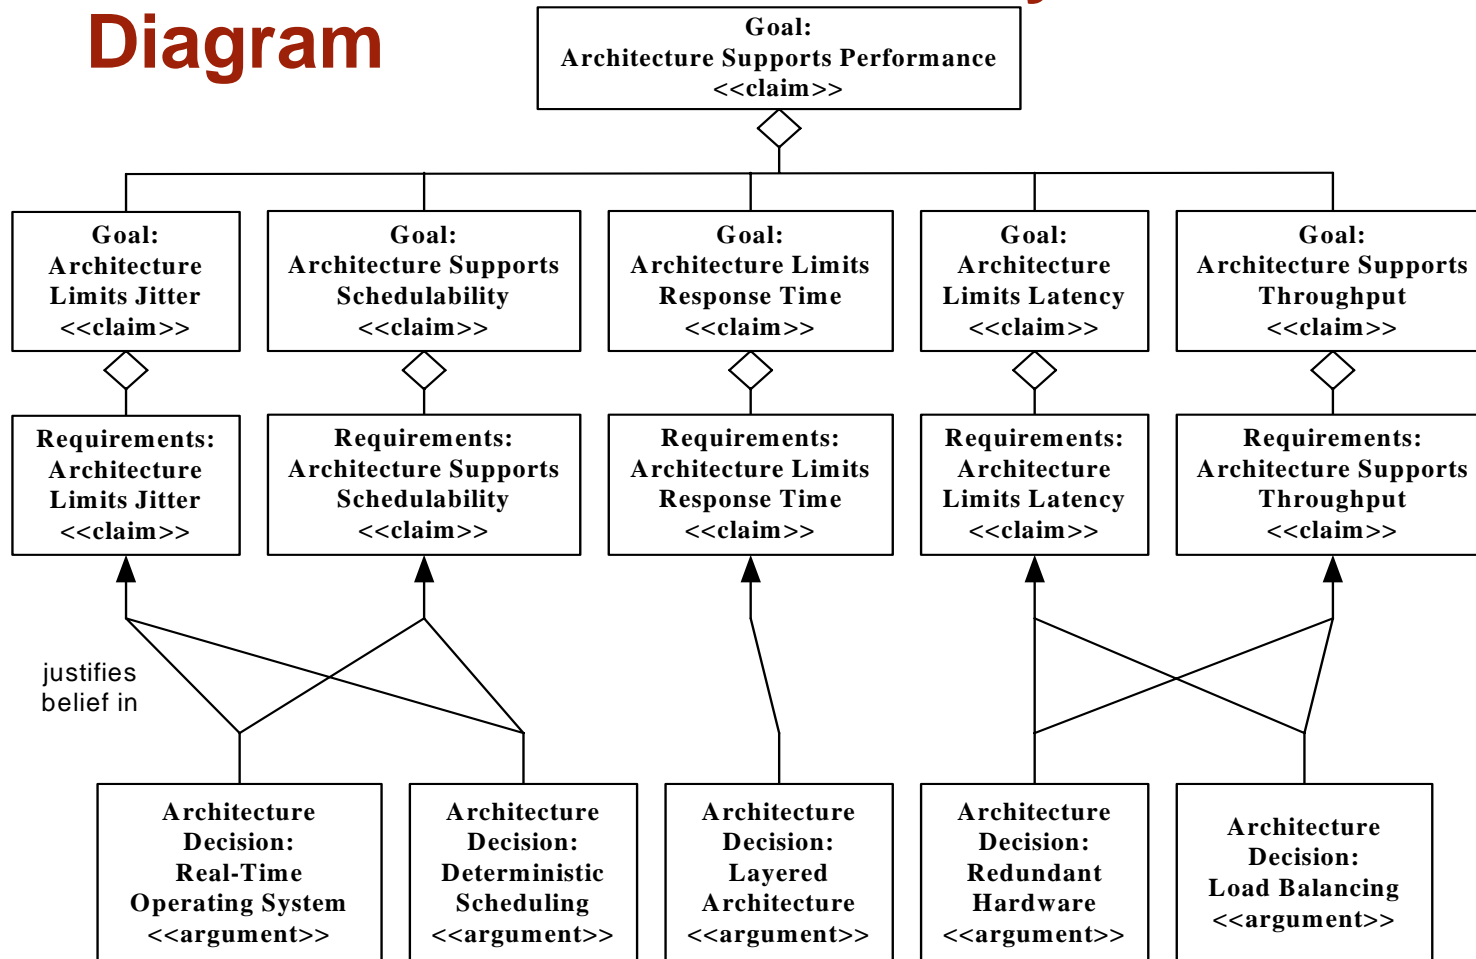 Diagram
Goal:
Architecture Supports Performance
<<claim>>
Goal:
Architecture
Limits Jitter
<<claim>>
Goal:
Architecture Supports
Schedulability
<<claim>>
Goal:
Architecture Limits
Response Time
<<claim>>
Goal:
Architecture
Limits Latency
<<claim>>
Goal:
Architecture Supports
Throughput
<<claim>>
Requirements:
Architecture
Limits Jitter
<<claim>>
Requirements:
Architecture Supports
Schedulability
<<claim>>
Requirements:
Architecture Limits
Response Time
<<claim>>
Requirements:
Architecture
Limits Latency
<<claim>>
Requirements:
Architecture Supports
Throughput
<<claim>>
justifies
belief in
Architecture
Decision:
Real-Time
Operating System
<<argument>>
Architecture
Decision:
Deterministic
Scheduling
<<argument>>
Architecture
Decision:
Layered
Architecture
<<argument>>
Architecture
Decision:
Redundant
Hardware
<<argument>>
Architecture
Decision:
Load Balancing
<<argument>>